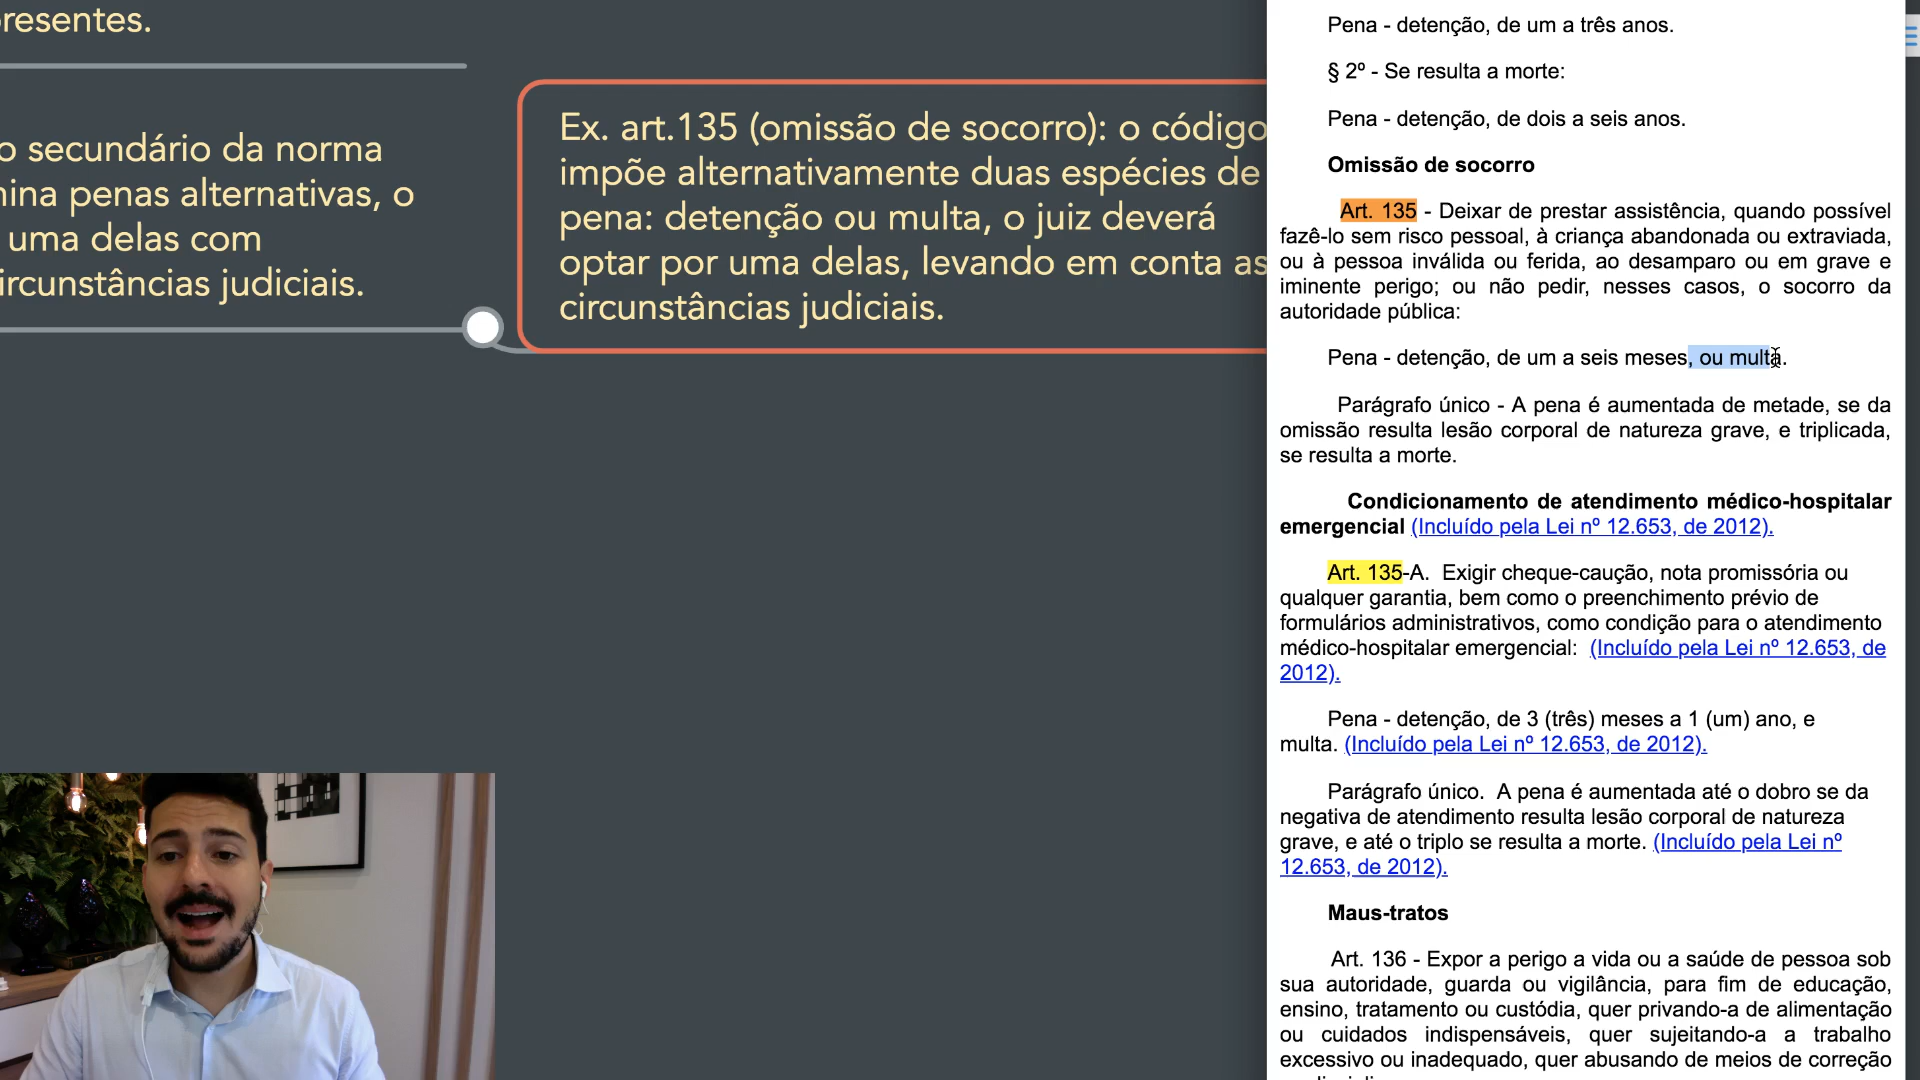 resentes.
o secundário da norma
ina penas alternativas, o
uma delas com
ircunstâncias judiciais.
Ex. art.135 (omissão de socorro): o código
impõe alternativamente duas espécies de
pena: detenção ou multa, o juiz deverá
optar por uma delas, levando em conta as
circunstâncias judiciais.
Pena - detenção, de um a três anos.
§ 2º - Se resulta a morte:
Pena - detenção, de dois a seis anos.
Omissão de socorro
Art. 135 - Deixar de prestar assistência, quando possível
fazê-lo sem risco pessoal, à criança abandonada ou extraviada,
ou à pessoa inválida ou ferida, ao desamparo ou em grave e
iminente perigo; ou não pedir, nesses casos, o socorro da
autoridade pública:
Pena - detenção, de um a seis meses, ou multa.
Parágrafo único - A pena é aumentada de metade, se da
omissão resulta lesão corporal de natureza grave, e triplicada,
se resulta a morte.
Condicionamento de atendimento médico-hospitalar
emergencial (Incluído pela Lei nº 12.653, de 2012).
Art. 135-A. Exigir cheque-caução, nota promissória ou
qualquer garantia, bem como o preenchimento prévio de
formulários administrativos, como condição para o atendimento
médico-hospitalar emergencial: (Incluído pela Lei nº 12.653, de
2012).
Pena - detenção, de 3 (três) meses a 1 (um) ano, e
multa. (Incluído pela Lei nº 12.653, de 2012).
Parágrafo único. A pena é aumentada até o dobro se da
negativa de atendimento resulta lesão corporal de natureza
grave, e até o triplo se resulta a morte. (Incluído pela Lei nº
12.653, de 2012).
Maus-tratos
Art. 136 - Expor a perigo a vida ou a saúde de pessoa sob
sua autoridade, guarda ou vigilância, para fim de educação,
ensino, tratamento ou custódia, quer privando-a de alimentação
ou cuidados indispensáveis, quer sujeitando-a a trabalho
excessivo ou inadequado, quer abusando de meios de correção